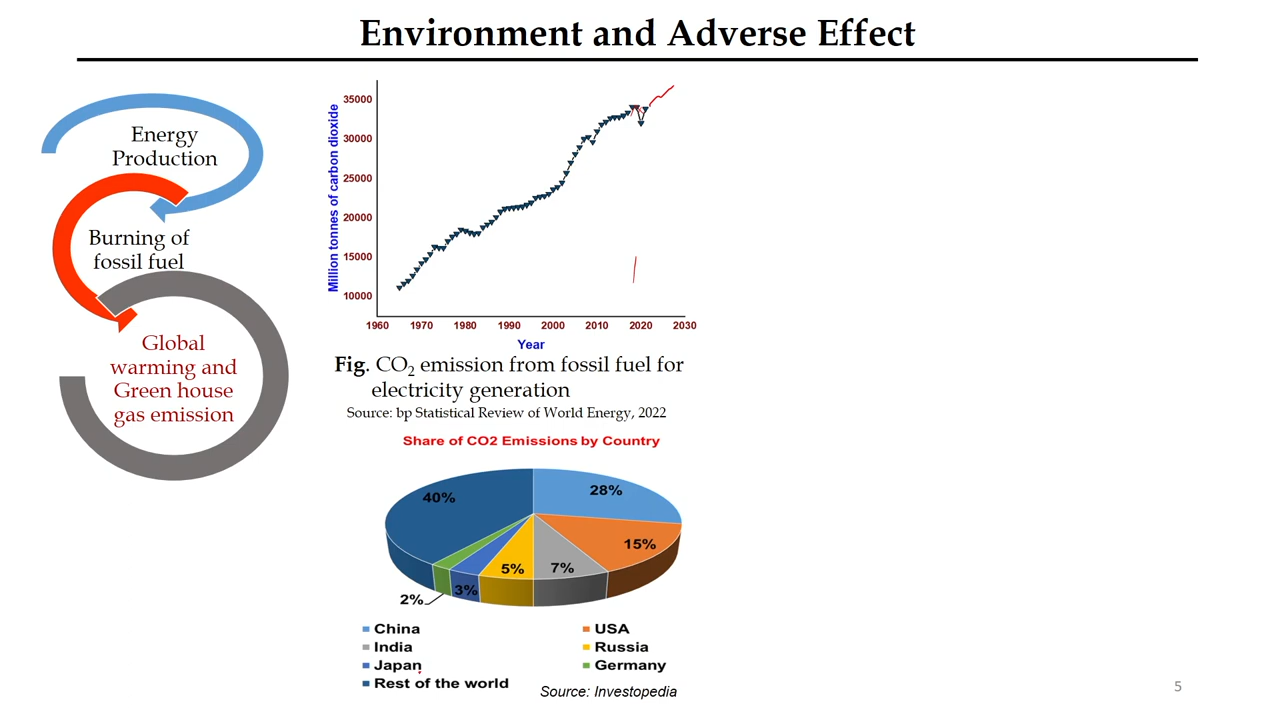 Environment and Adverse Effect
Energy
Production
Burning of
fossil fuel
Global
warming and
Green house
gas emission
Million tonnes of carbon dioxide
35000
30000
25000
20000
15000
10000
1960 1970 1980 1990 2000 2010 2020 2030
Year
Fig. CO₂ emission from fossil fuel for
electricity generation
Source: bp Statistical Review of World Energy, 2022
Share of CO2 Emissions by Country
40%
28%
15%
7%
5%
3%
2%
China
USA
India
Russia
Japan
Germany
Rest of the world
Source: Investopedia
5